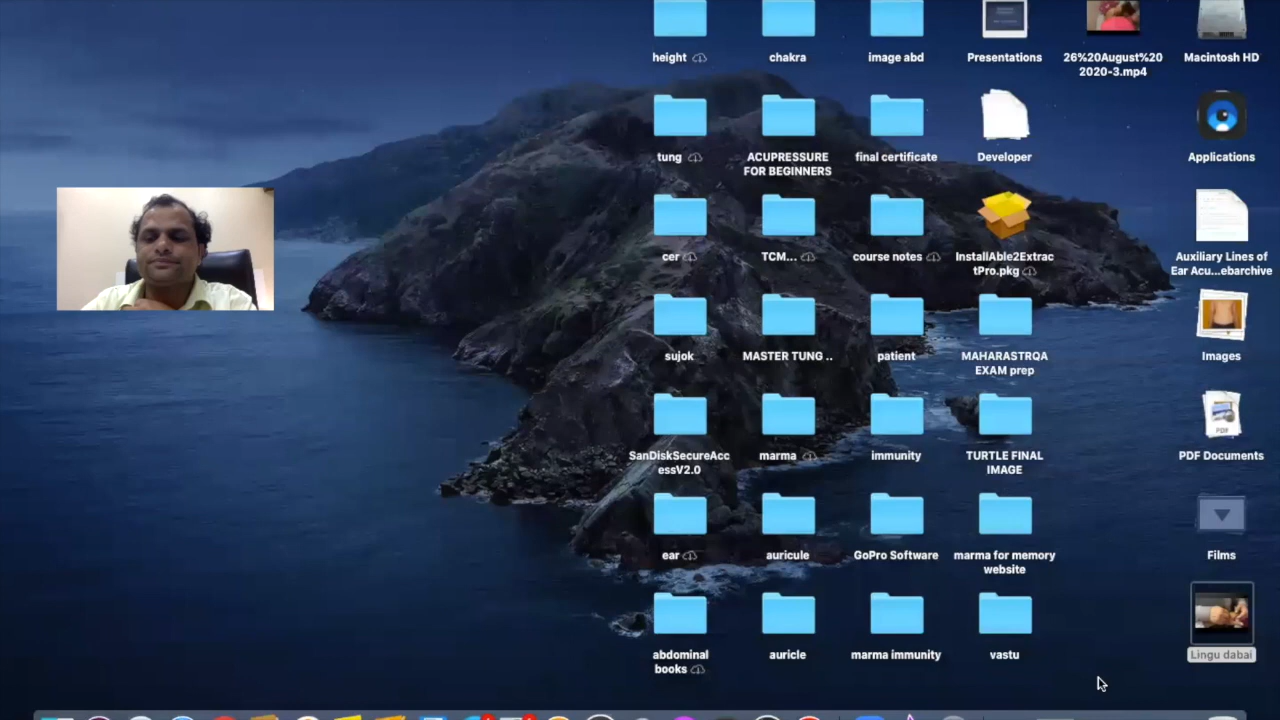 height
chakra
image abd
Presentations
26%20August%20
2020-3.mp4
Macintosh HD
tung
ACUPRESSURE
FOR BEGINNERS
final certificate
Developer
Applications
cer
TCM...
course notes
InstallAble2Extrac
tPro.pkg
Auxiliary Lines of
Ear Acu...ebarchive
sujok
MASTER TUNG ..
patient
MAHARASTRQA
EXAM prep
Images
SanDiskSecureAcc
essV2.0
marma
immunity
TURTLE FINAL
IMAGE
PDF
PDF Documents
ear
auricule
GoPro Software
marma for memory
website
Films
abdominal
books
auricle
marma immunity
vastu
Lingu dabai